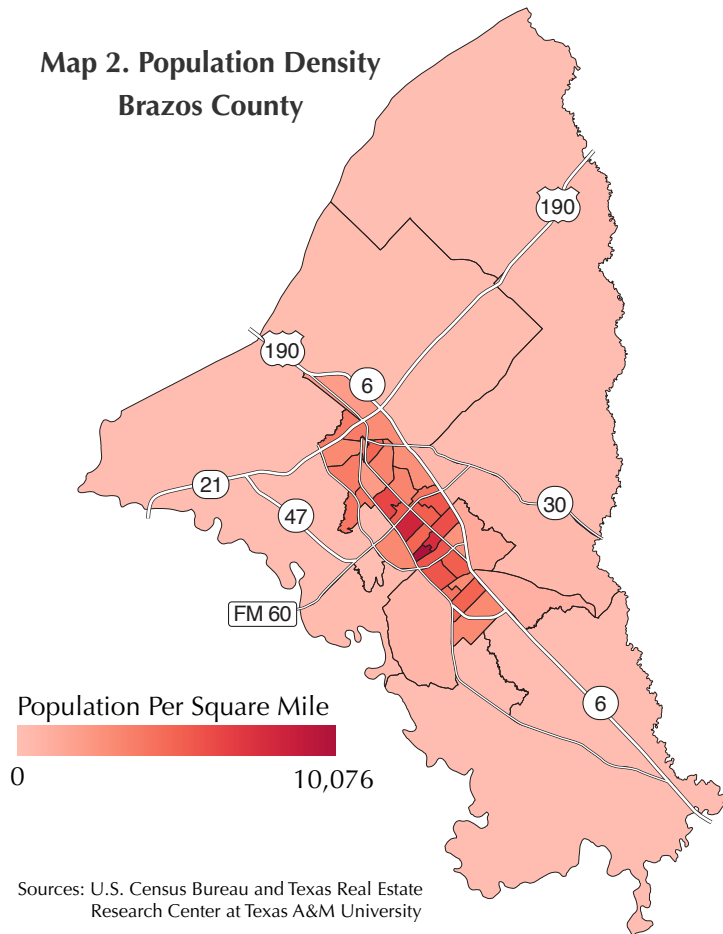 Map 2. Population Density
Brazos County
190
190
6
21
47
30
FM 60
6
Population Per Square Mile
0
10,076
Sources: U.S. Census Bureau and Texas Real Estate
Research Center at Texas A&M University